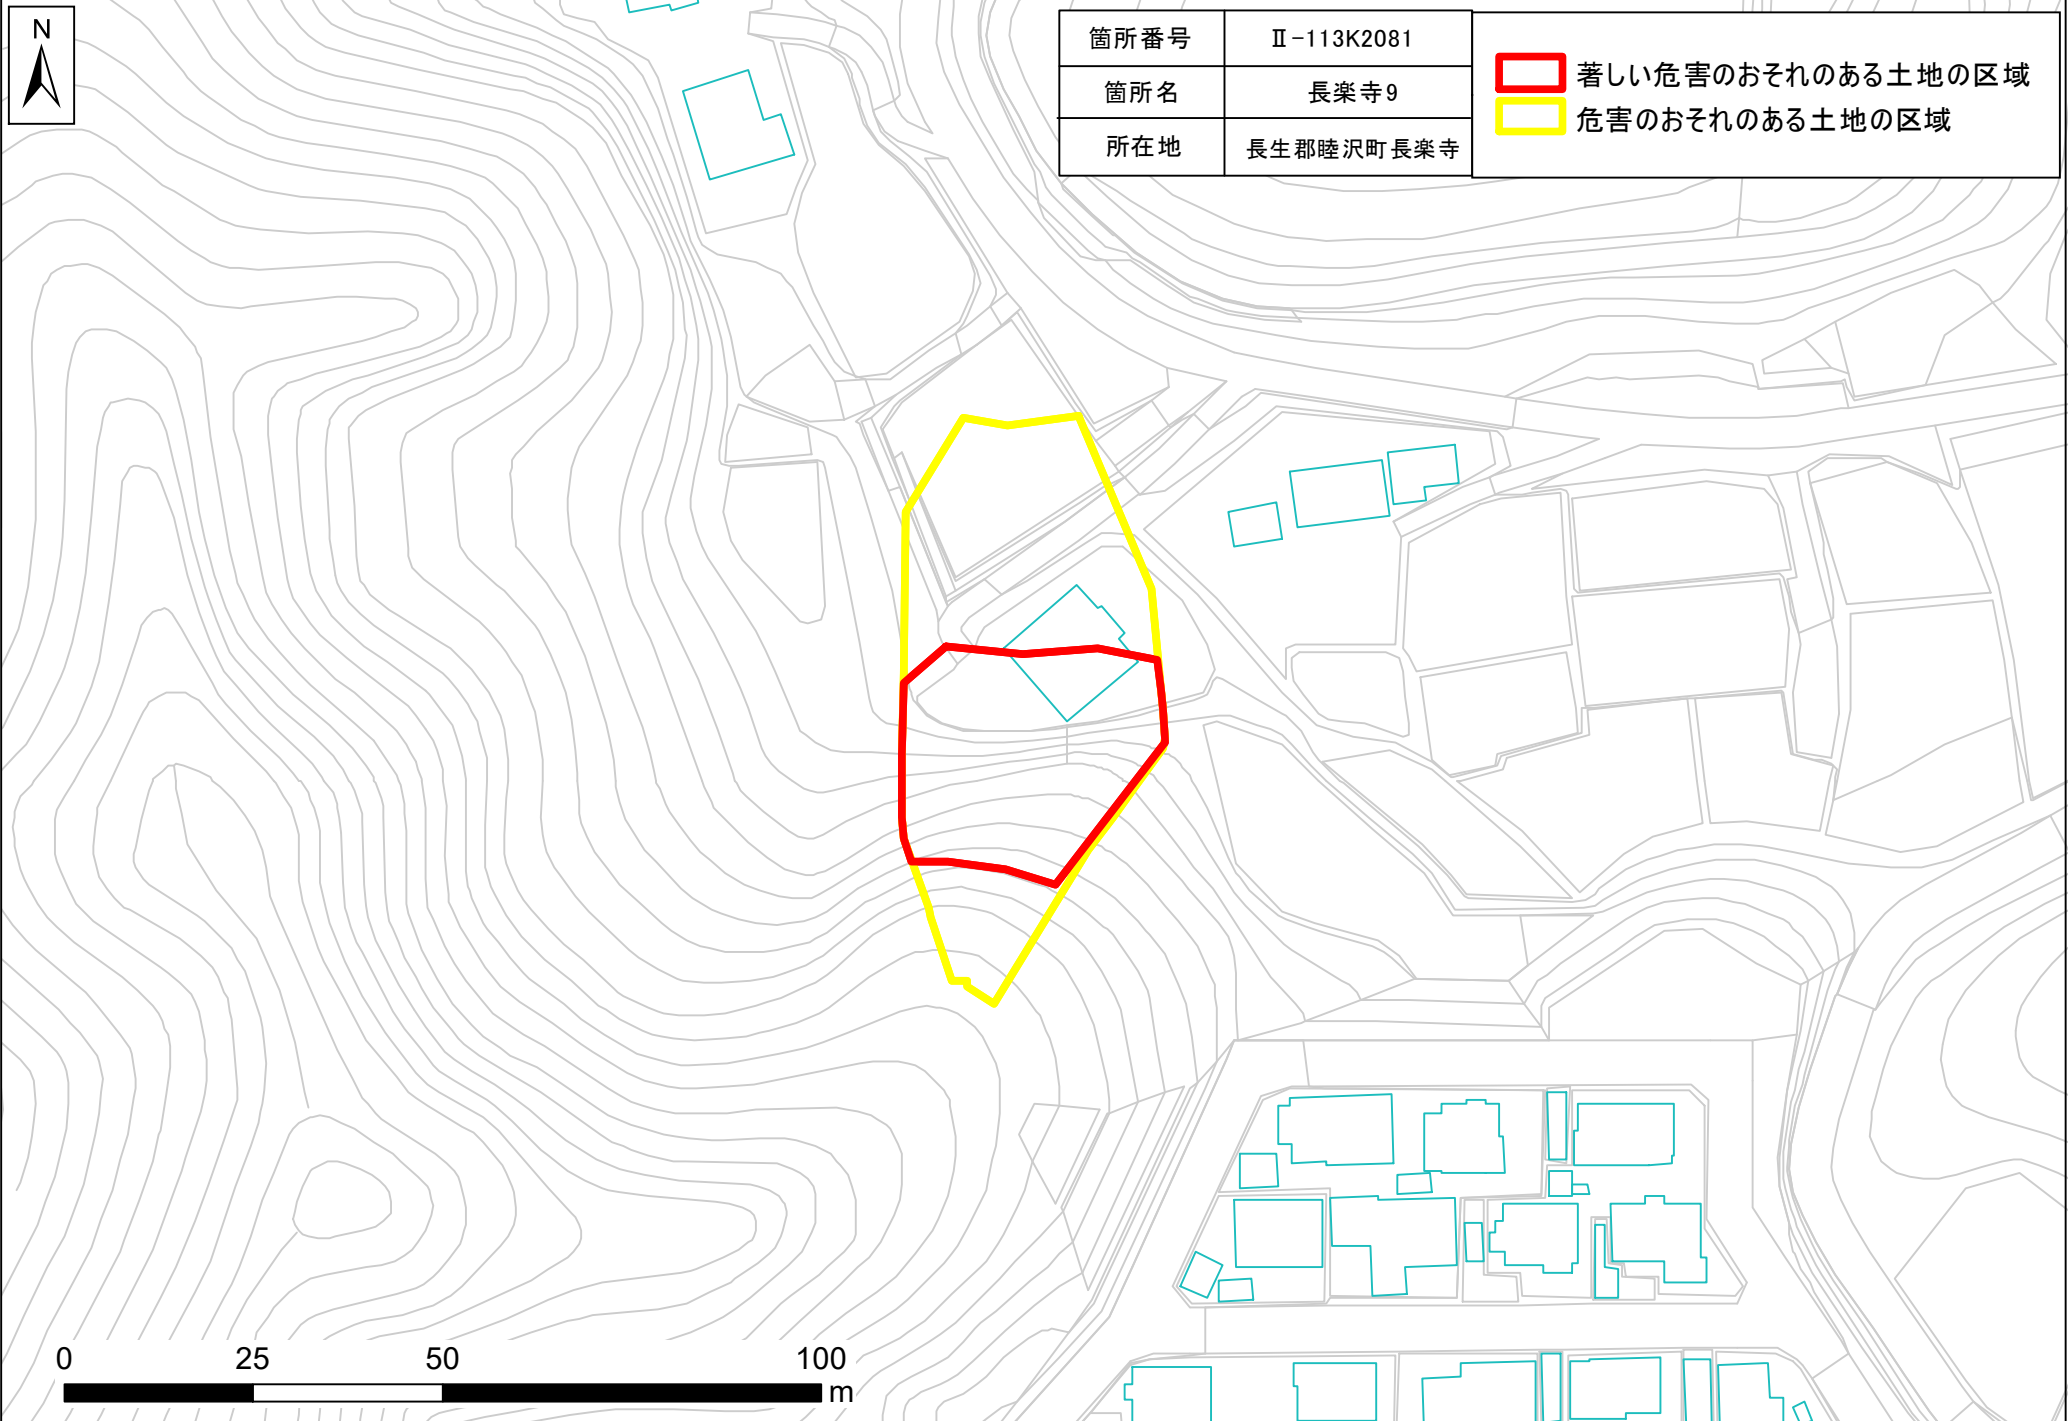 N
箇所番号 Ⅱ-113K2081
箇所名 長楽寺9
所在地 長生郡睦沢町長楽寺
著しい危害のおそれのある土地の区域
危害のおそれのある土地の区域
0 25 50 100
m